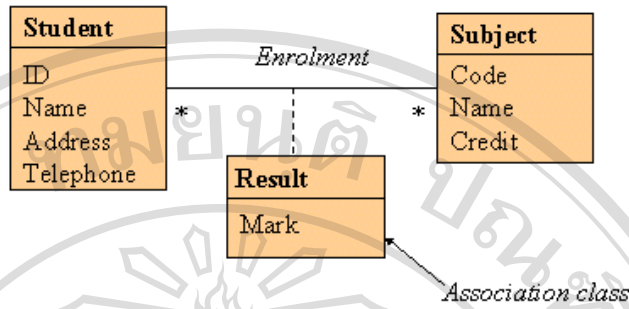 Student
ID
Name
Address
Telephone
Enrolment
*
*
Subject
Code
Name
Credit
Result
Mark
Association class